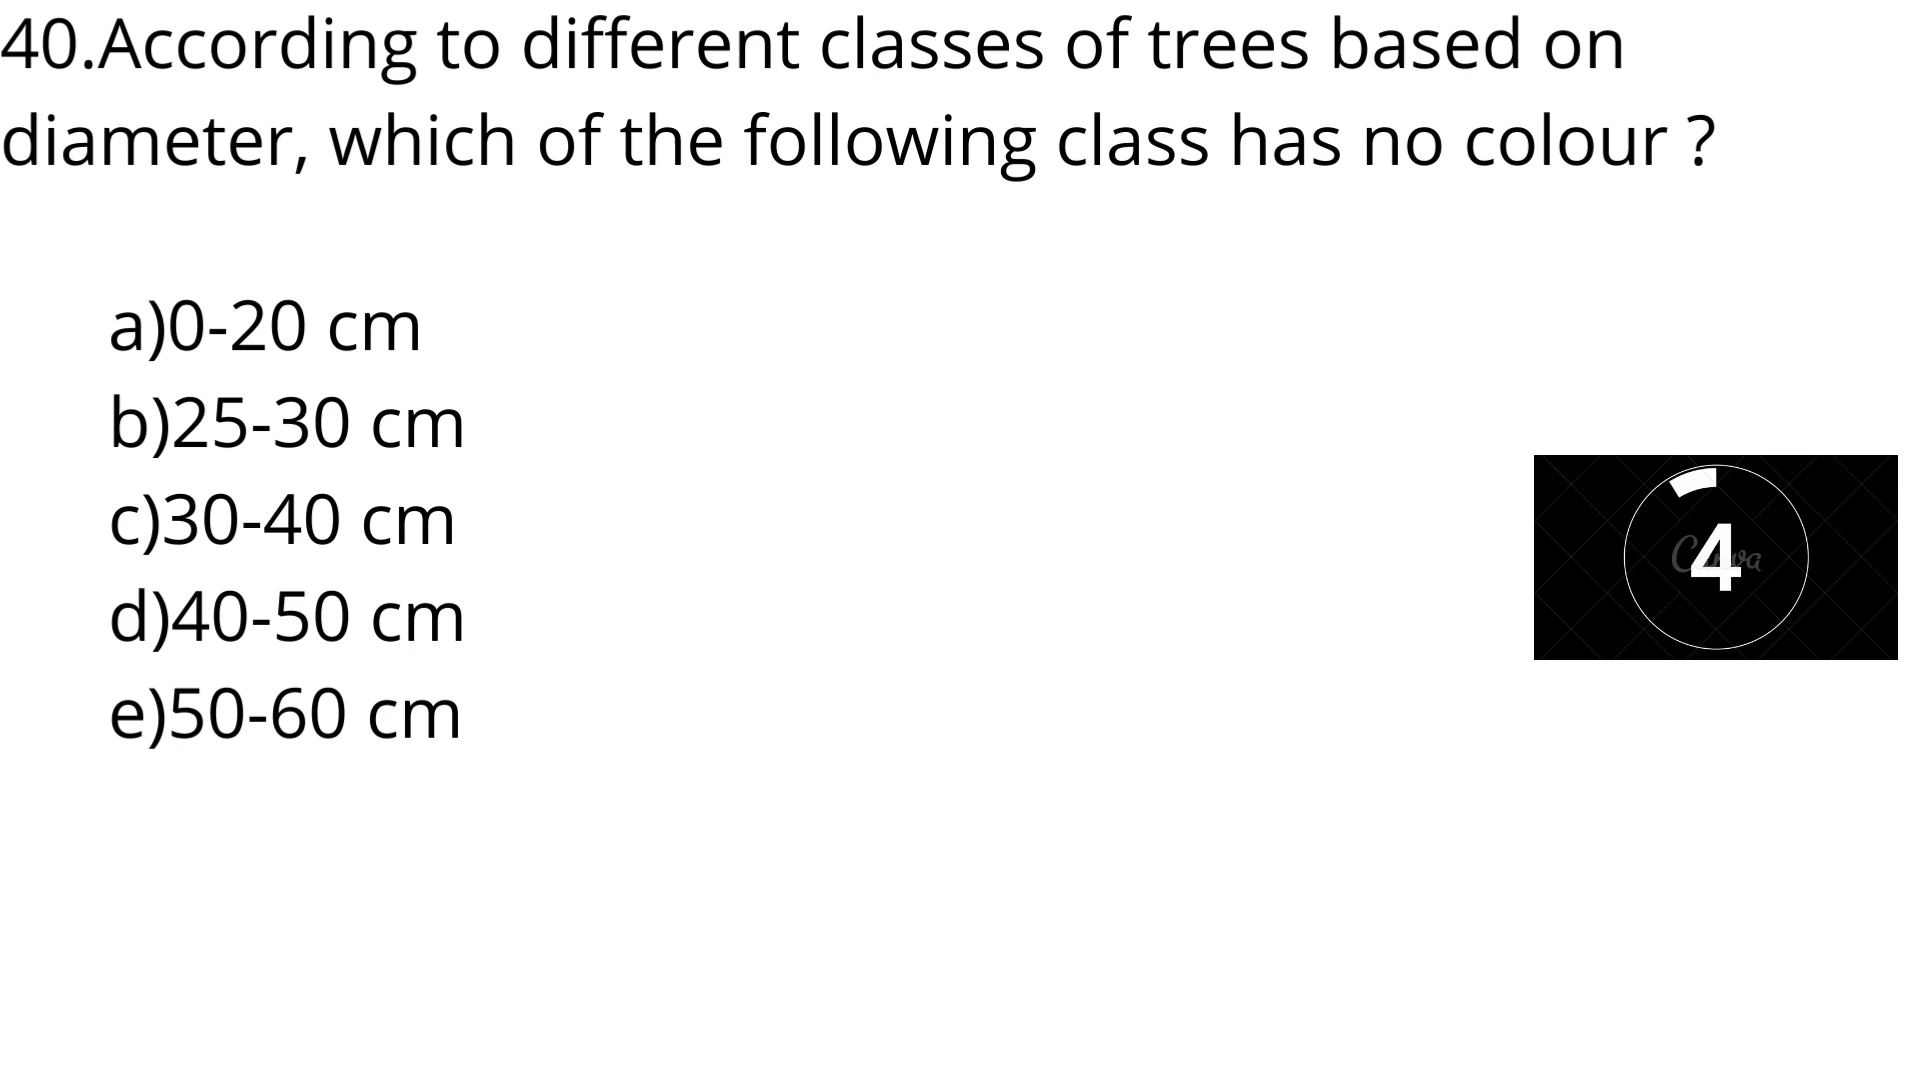 40.According to different classes of trees based on
diameter, which of the following class has no colour ?
a)0-20 cm
b)25-30 cm
c)30-40 cm
d)40-50 cm
e)50-60 cm
4
Canva